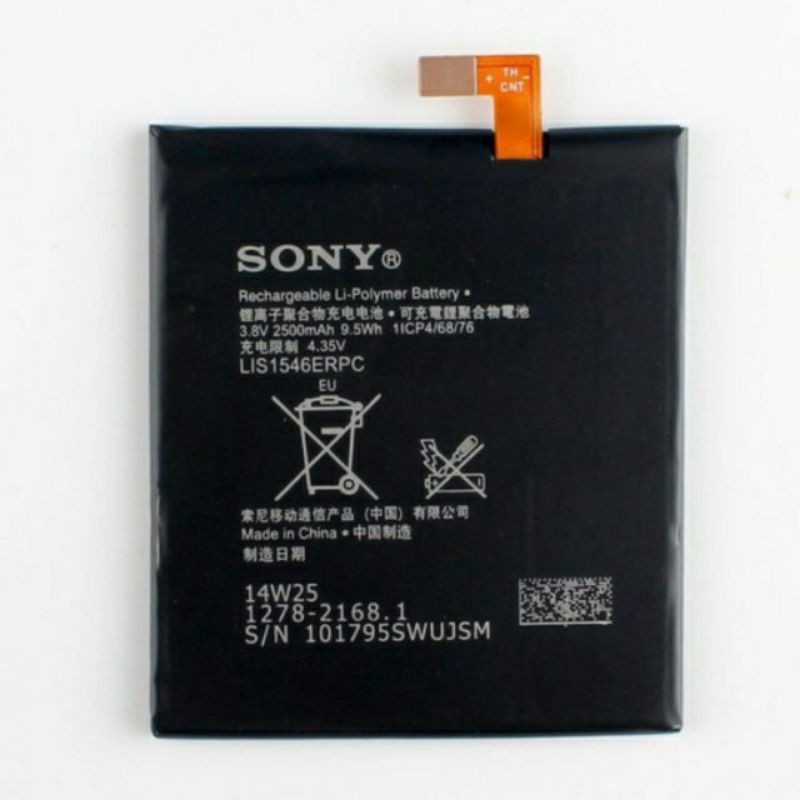 + TH -
CNT
SONY®
Rechargeable Li-Polymer Battery •
锂离子聚合物充电电池 • 可充電鋰聚合物電池
3.8V 2500mAh 9.5Wh 1ICP4/68/76
充电限制 4.35V
LIS1546ERPC
EU
索尼移动通信产品 (中国) 有限公司
Made in China • 中国制造
制造日期
14W25
1278-2168.1
S/N 101795SWUJSM